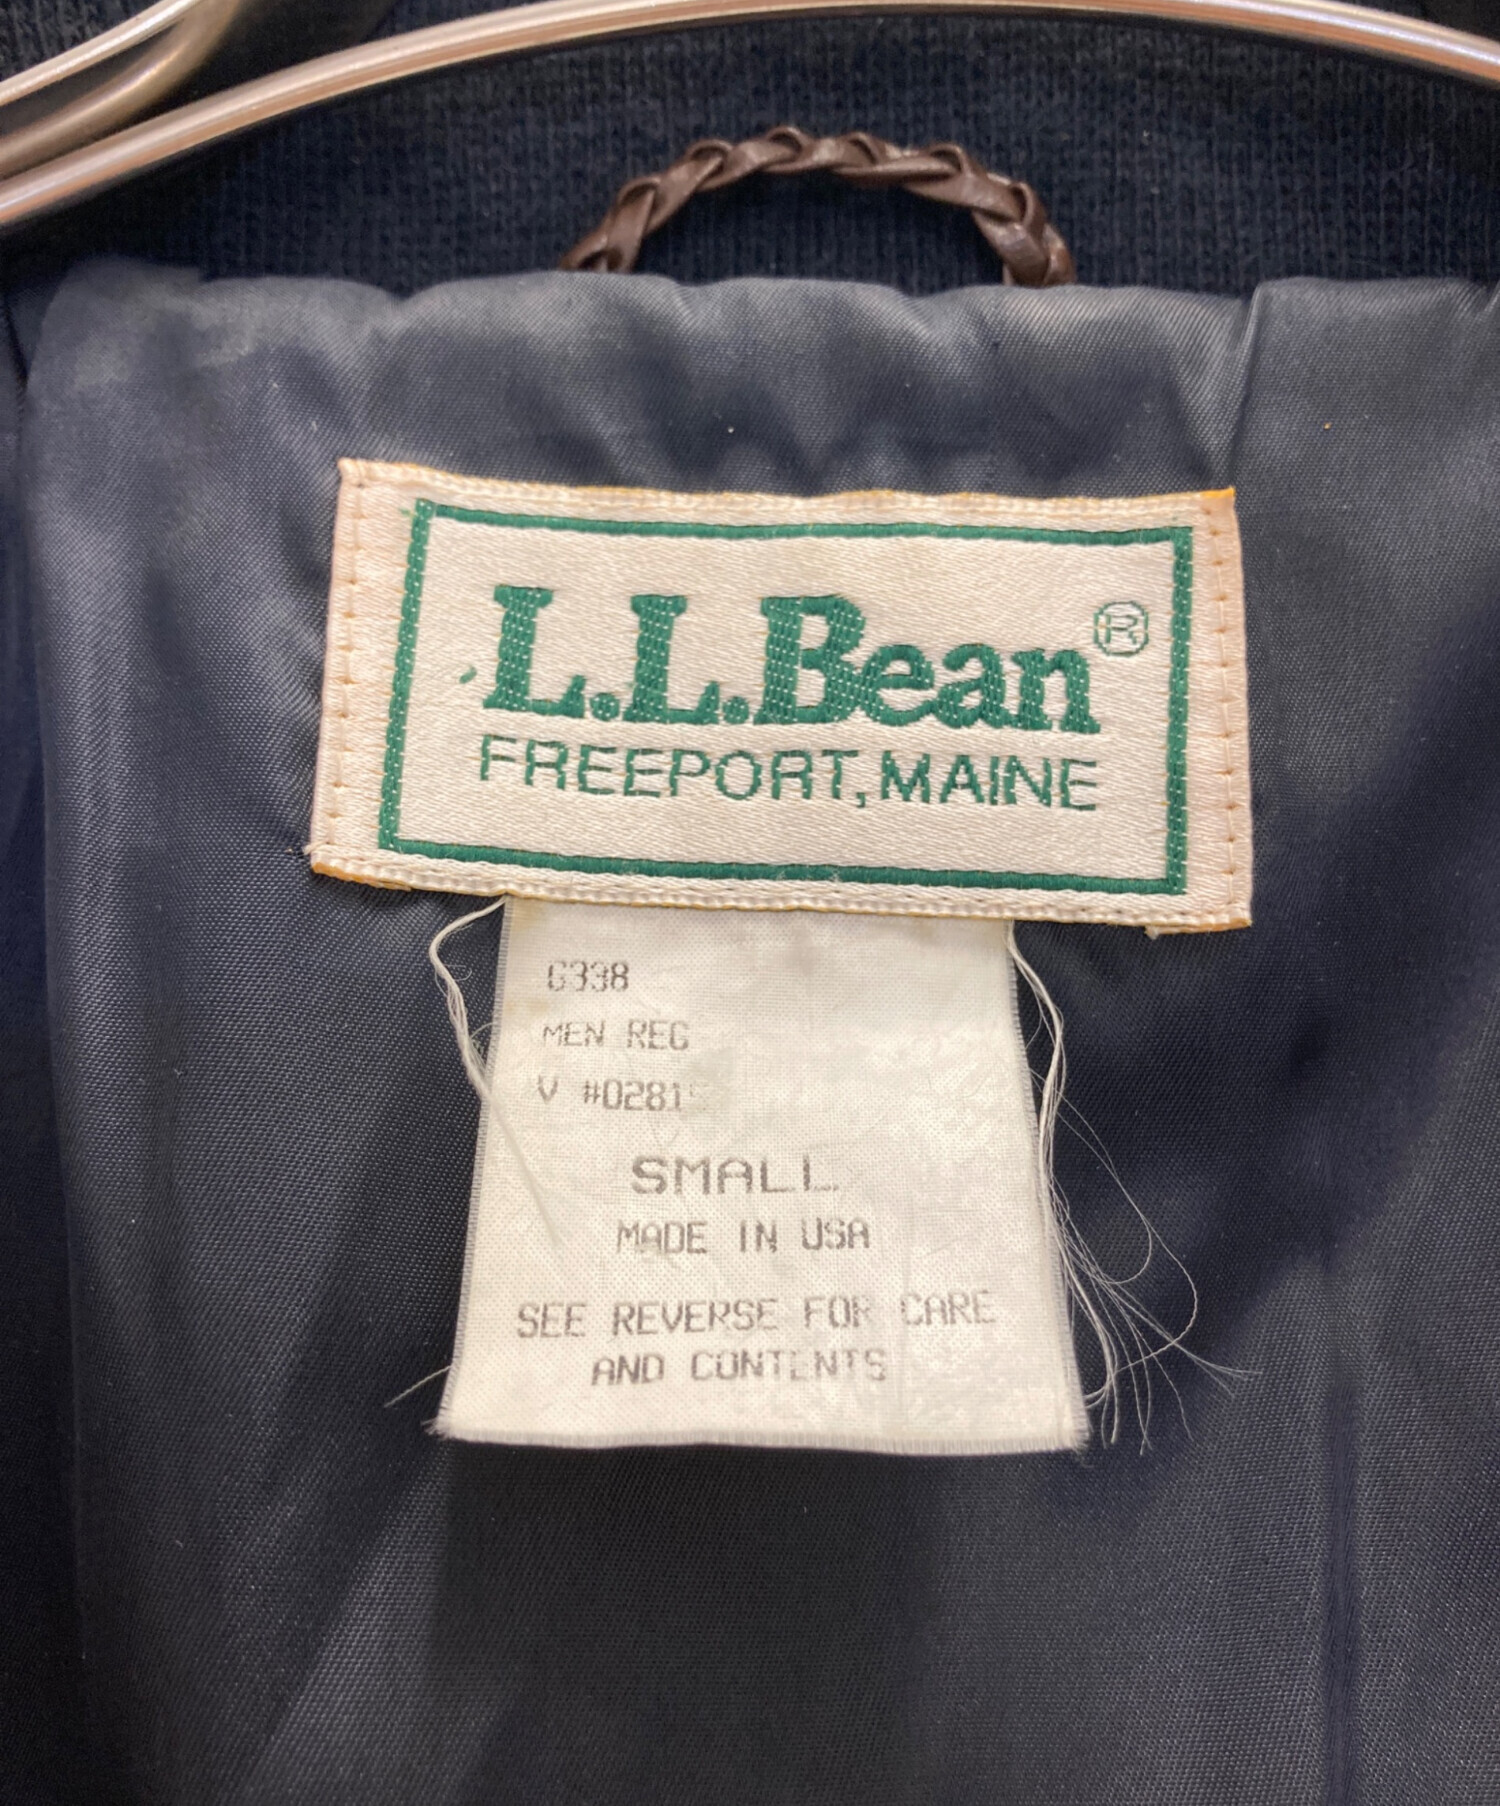 L.L.Bean®
FREEPORT, MAINE
G338
MEN REG
V
SMALL
MADE IN USA
SEE REVERSE FOR CARE
AND CONTENTS